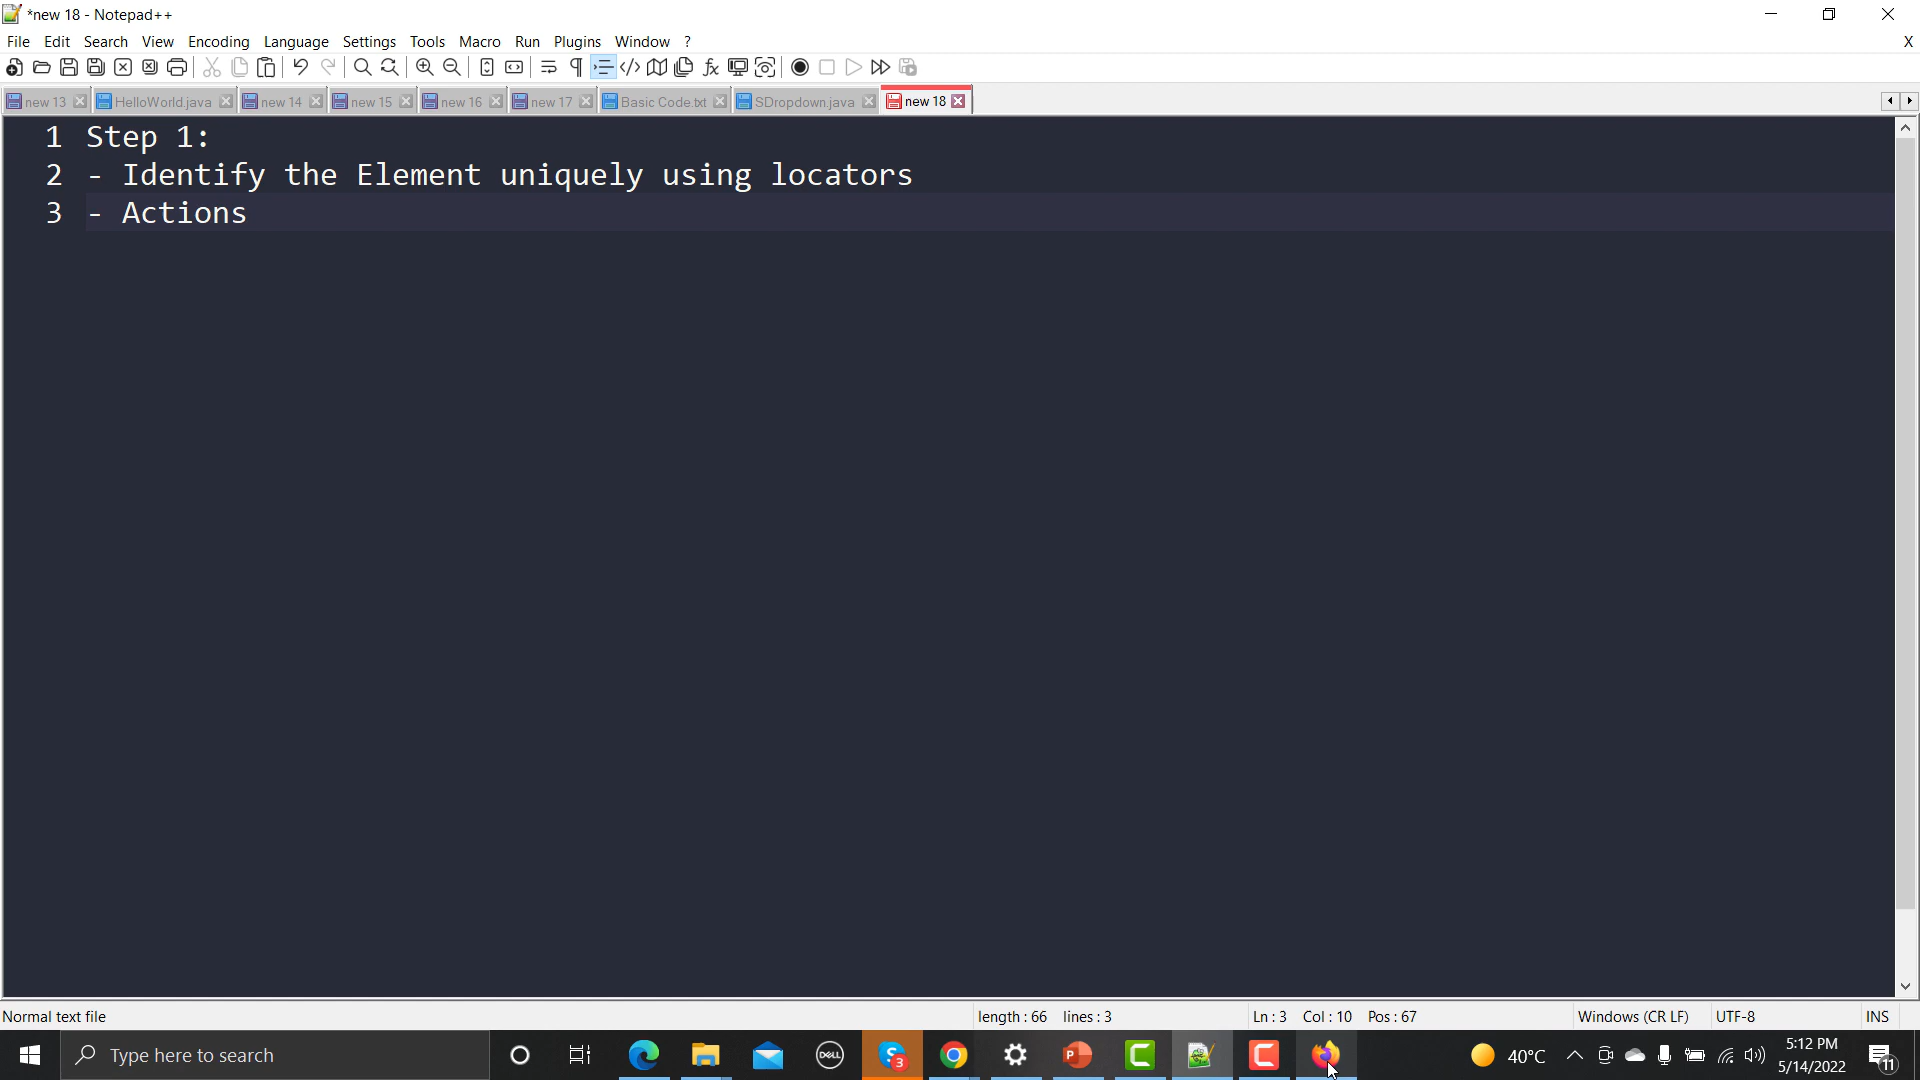 *new 18 - Notepad++
File Edit Search View Encoding Language Settings Tools Macro Run Plugins Window ? X
new 13 HelloWorld.java new 14 new 15 new 16 new 17 Basic Code.txt SDropdown.java new 18
1 Step 1:
2 - Identify the Element uniquely using locators
3 - Actions
Normal text file length : 66 lines : 3 Ln : 3 Col : 10 Pos : 67 Windows (CR LF) UTF-8 INS
Type here to search DELL S 3 P C C 40°C 5:12 PM
5/14/2022 11